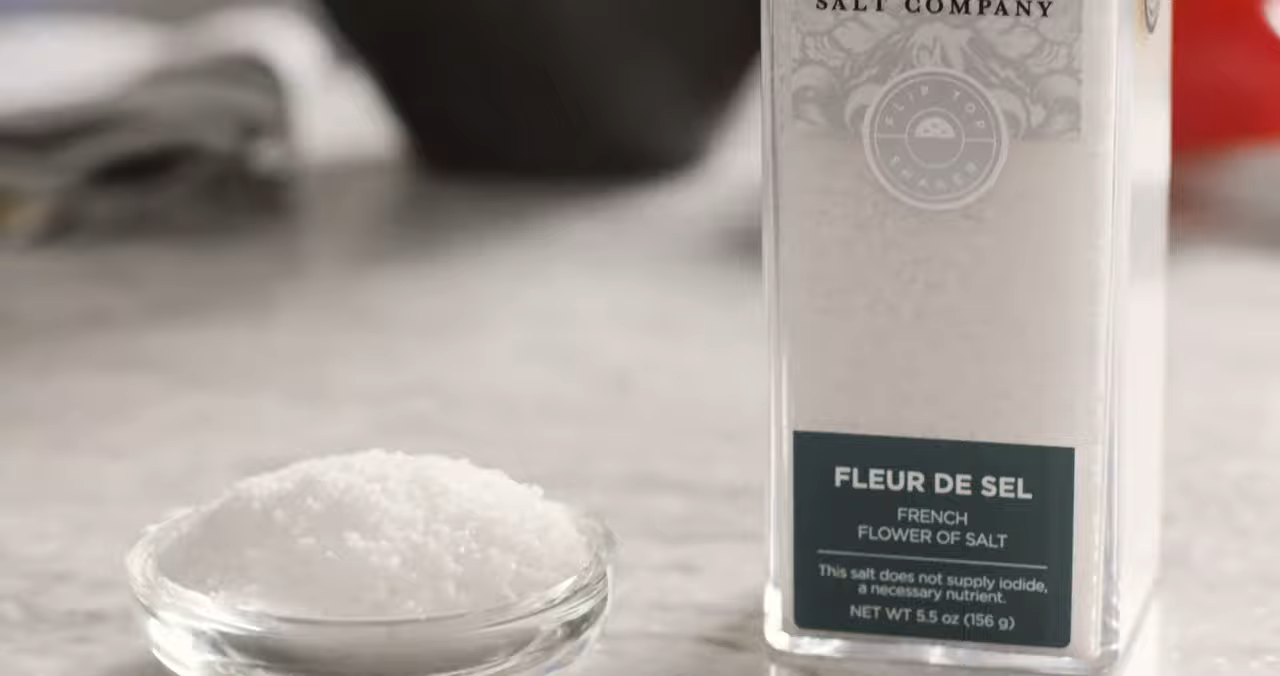 SALT COMPANY
FLIP TOP
SHAKER
FLEUR DE SEL
FRENCH
FLOWER OF SALT
This salt does not supply iodide,
a necessary nutrient.
NET WT 5.5 oz (156 g)